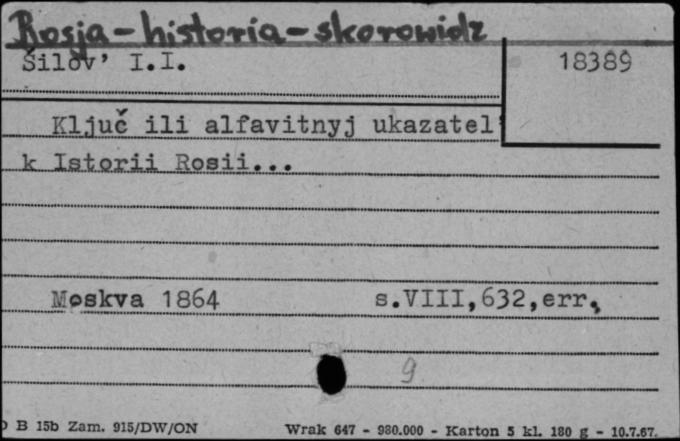 Rosja-historia-skorowidz
Šilov' I.I.
18389
Ključ ili alfavitnyj ukazatel'
k Istorii Rosii...
Moskva 1864 s.VIII,632,err.
9
B 15b Zam. 915/DW/ON Wrak 647 - 980.000 - Karton 5 kl. 180 g - 10.7.67.